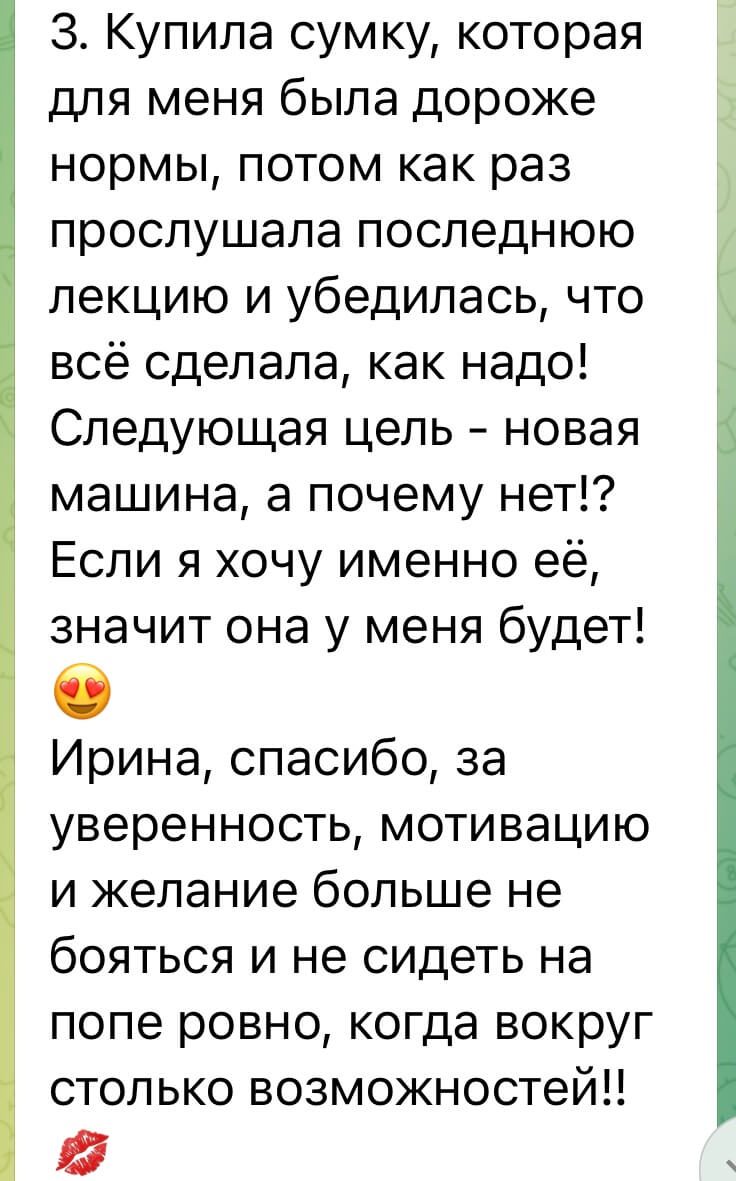 3. Купила сумку, которая
для меня была дороже
нормы, потом как раз
прослушала последнюю
лекцию и убедилась, что
всё сделала, как надо!
Следующая цель - новая
машина, а почему нет!?
Если я хочу именно её,
значит она у меня будет!
😍
Ирина, спасибо, за
уверенность, мотивацию
и желание больше не
бояться и не сидеть на
попе ровно, когда вокруг
столько возможностей!!
💋